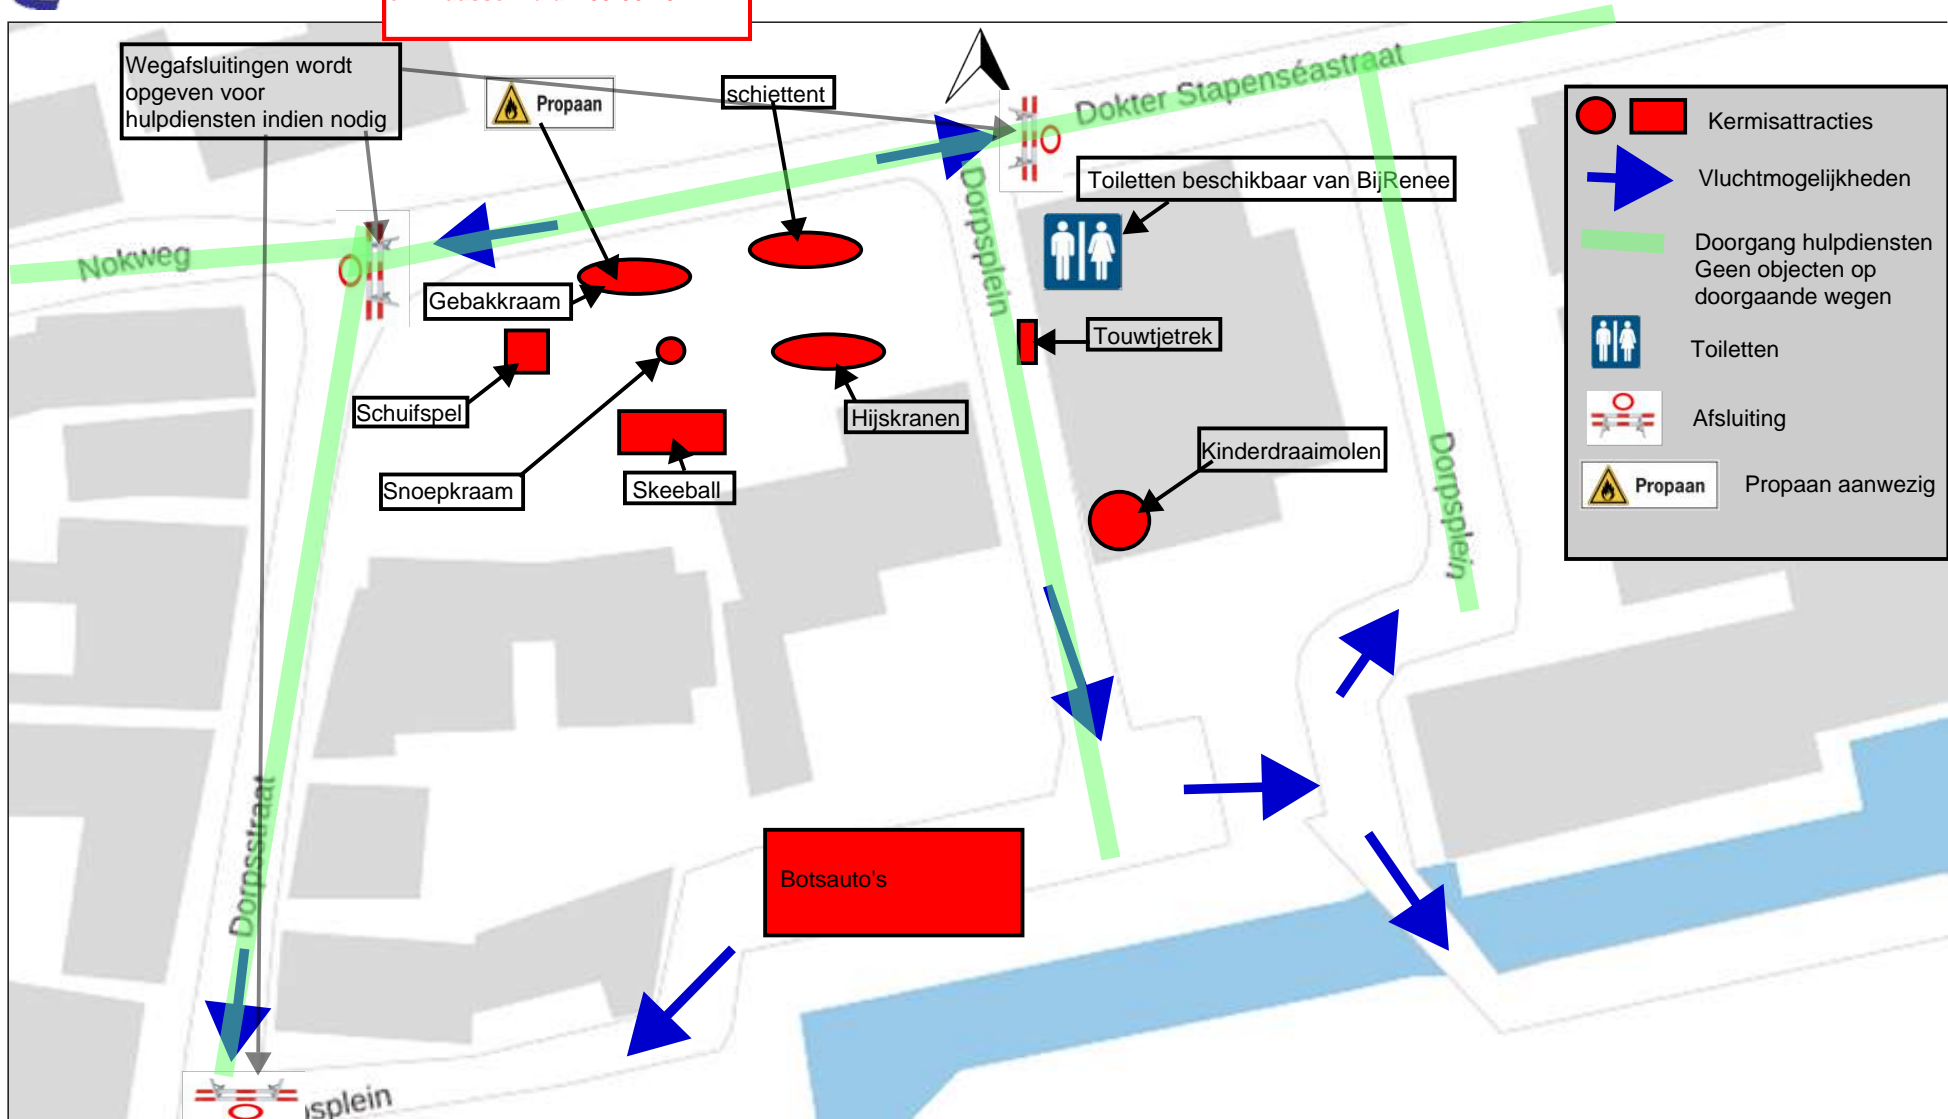 Wegafsluitingen wordt
opgeven voor
hulpdiensten indien nodig
Propaan
schiettent
Dokter Stapenséastraat
Toiletten beschikbaar van BijRenee
Nokweg
Gebakkraam
Dorpsplein
Touwtjetrek
Schuifspel
Hijskranen
Snoepkraam
Skeeball
Kinderdraaimolen
Dorpsplein
Dorpsstraat
Botsauto's
Kermisattracties
Vluchtmogelijkheden
Doorgang hulpdiensten
Geen objecten op
doorgaande wegen
Toiletten
Afsluiting
Propaan
Propaan aanwezig